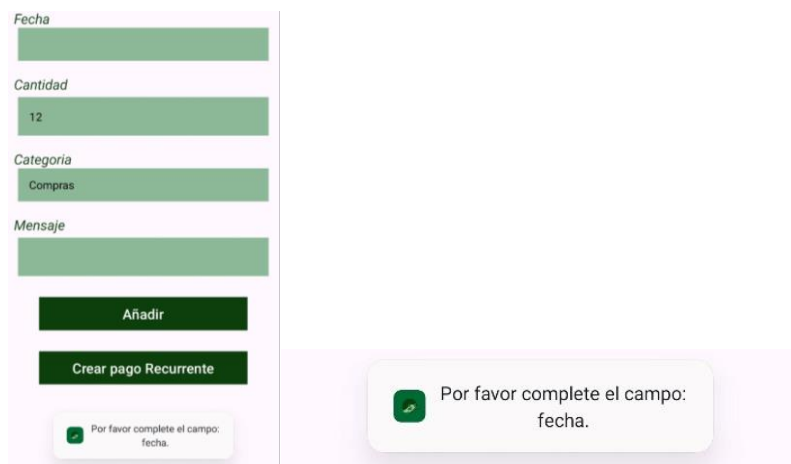 Fecha
Cantidad
12
Categoria
Compras
Mensaje
Añadir
Crear pago Recurrente
Por favor complete el campo:
fecha.
Por favor complete el campo:
fecha.